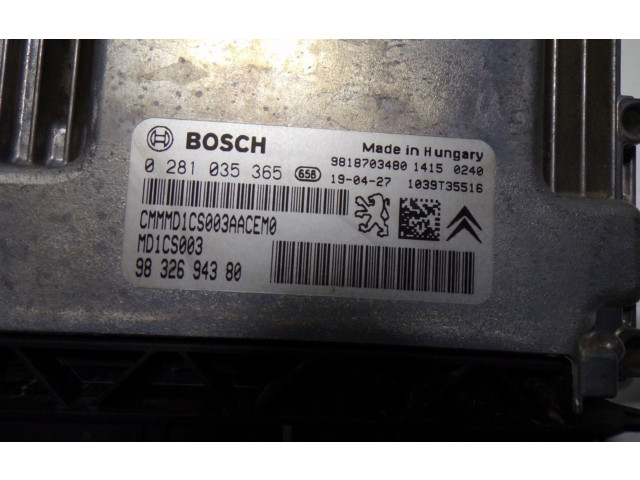 BOSCH
Made in Hungary
0 281 035 365 658
9818703480 1415 0240
19-04-27 1039T35516
CMMMD1CS003AACEM0
MD1CS003
98 326 943 80